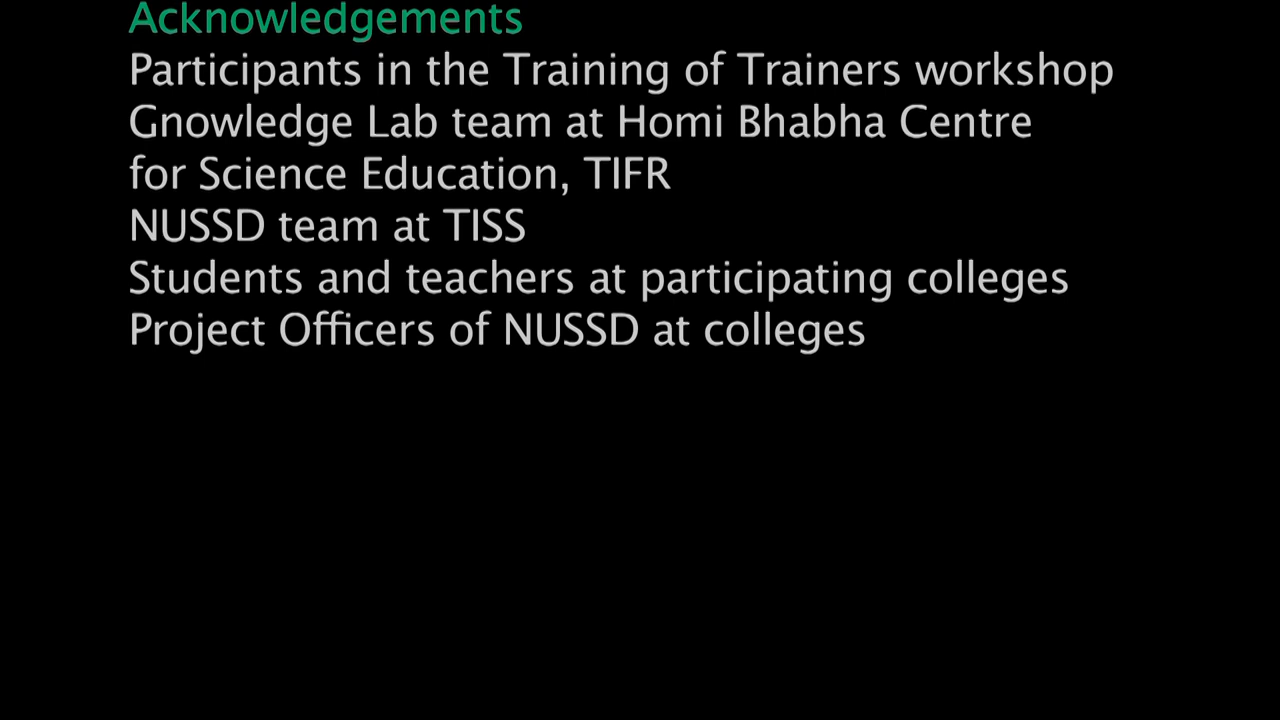 Acknowledgements
Participants in the Training of Trainers workshop
Gnowledge Lab team at Homi Bhabha Centre
for Science Education, TIFR
NUSSD team at TISS
Students and teachers at participating colleges
Project Officers of NUSSD at colleges